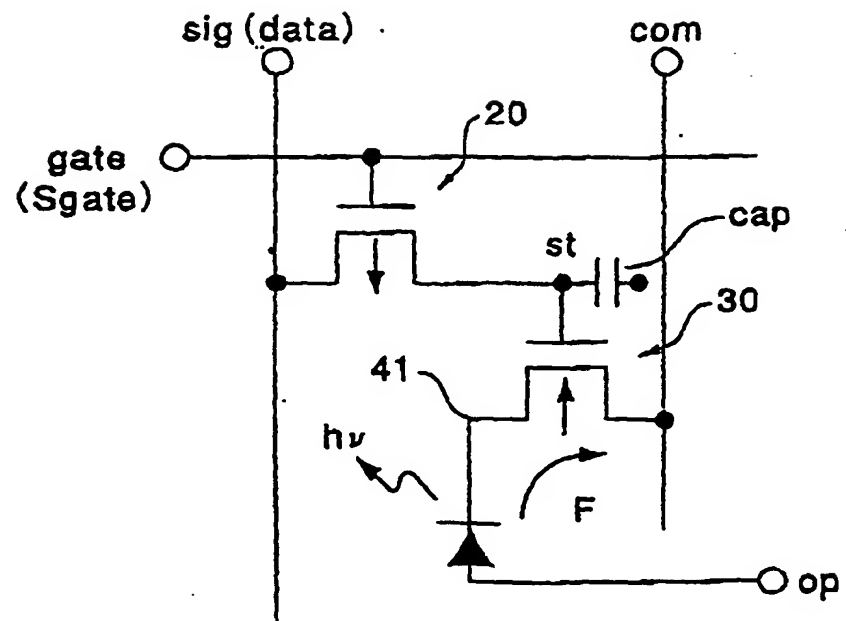 sig (data)
com
20
gate
(Sgate)
st
cap
30
41
hν
F
op